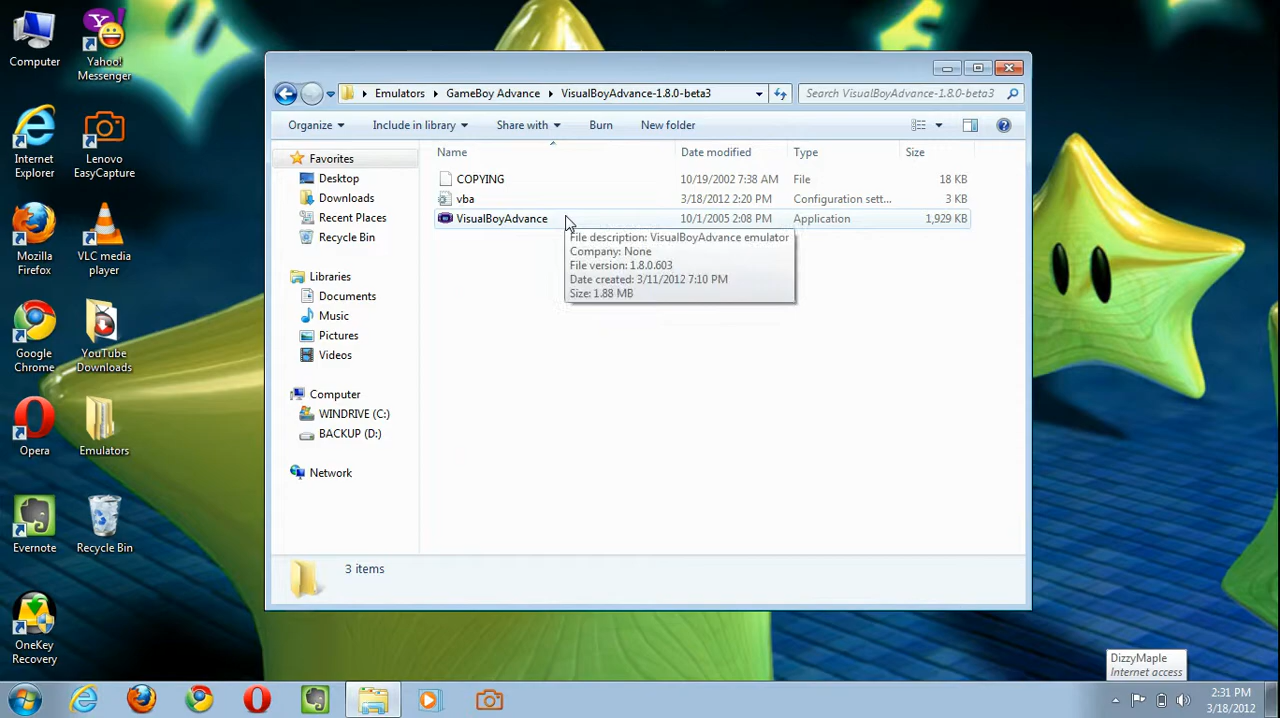 Computer
Yahoo! Messenger
Internet Explorer
Lenovo EasyCapture
Mozilla Firefox
VLC media player
Google Chrome
YouTube Downloads
Opera
Emulators
Evernote
Recycle Bin
OneKey Recovery
Emulators GameBoy Advance VisualBoyAdvance-1.8.0-beta3 Search VisualBoyAdvance-1.8.0-beta3
Organize Include in library Share with Burn New folder
Favorites
Desktop
Downloads
Recent Places
Recycle Bin
Libraries
Documents
Music
Pictures
Videos
Computer
WINDRIVE (C:)
BACKUP (D:)
Network
Name Date modified Type Size
COPYING 10/19/2002 7:38 AM File 18 KB
vba 3/18/2012 2:20 PM Configuration sett... 3 KB
VisualBoyAdvance 10/1/2005 2:08 PM Application 1,929 KB
File description: VisualBoyAdvance emulator
Company: None
File version: 1.8.0.603
Date created: 3/11/2012 7:10 PM
Size: 1.88 MB
3 items
DizzyMaple
Internet access
2:31 PM
3/18/2012